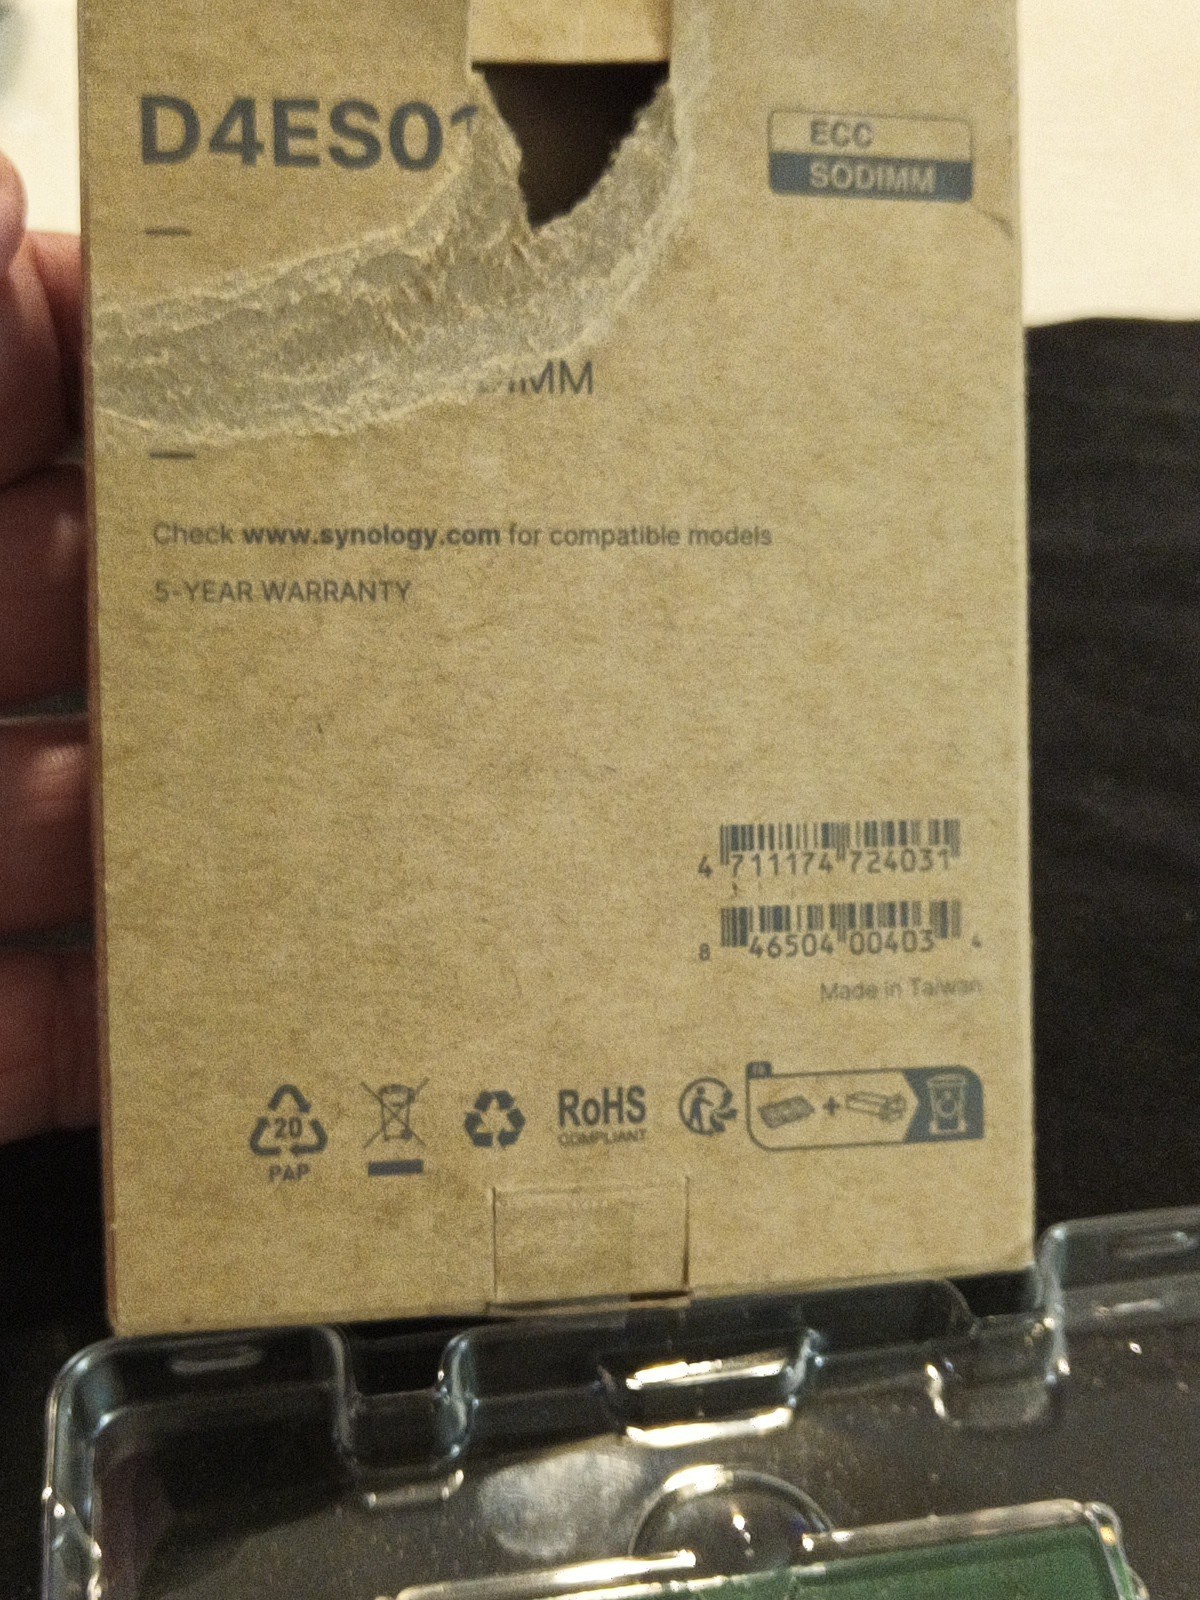 D4ES01
ECC
SODIMM
Check www.synology.com for compatible models
5-YEAR WARRANTY
4 711174 724031
8 46504 00403 4
Made in Taiwan
20
PAP
RoHS
COMPLIANT
FR